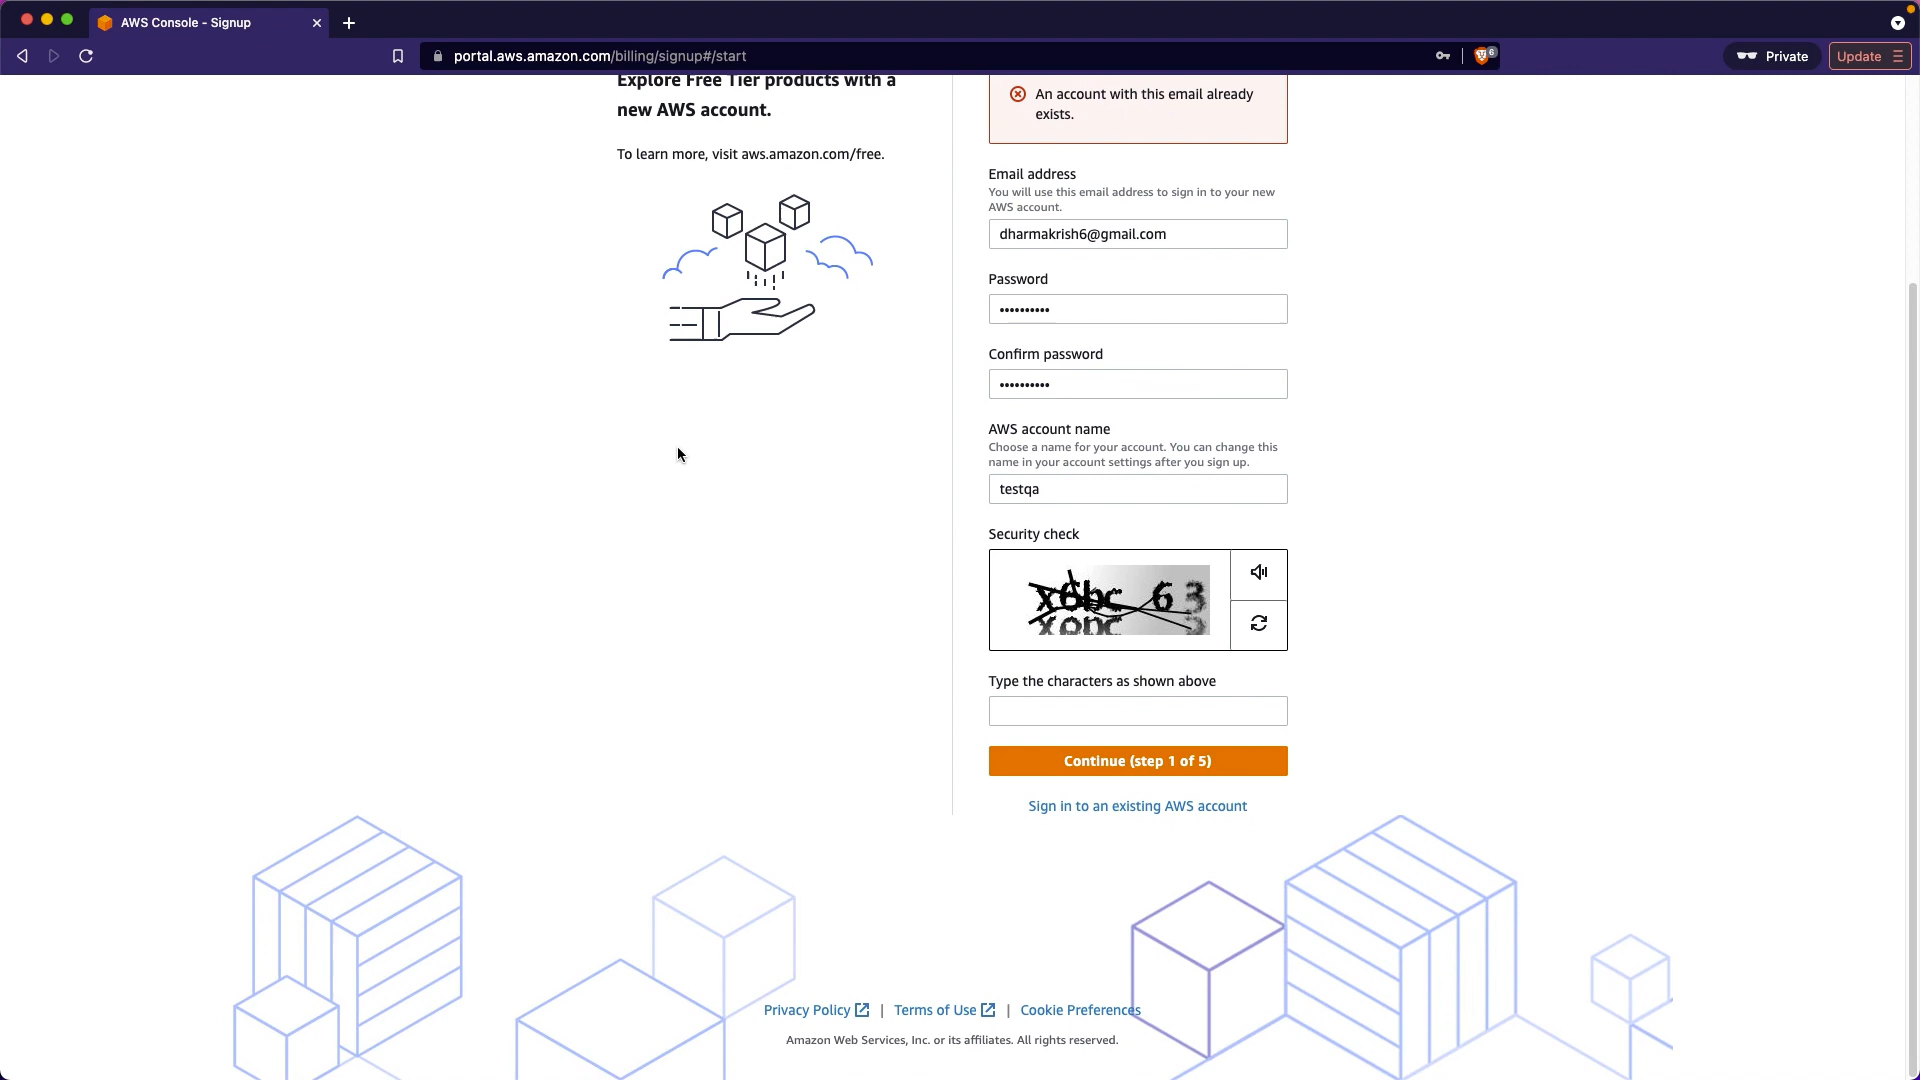 AWS Console - Signup
portal.aws.amazon.com/billing/signup#/start
6
Private
Update
Explore Free Tier products with a
new AWS account.
To learn more, visit aws.amazon.com/free.
An account with this email already
exists.
Email address
You will use this email address to sign in to your new
AWS account.
dharmakrish6@gmail.com
Password
••••••••••
Confirm password
••••••••••
AWS account name
Choose a name for your account. You can change this
name in your account settings after you sign up.
testqa
Security check
Type the characters as shown above
Continue (step 1 of 5)
Sign in to an existing AWS account
Privacy Policy | Terms of Use | Cookie Preferences
Amazon Web Services, Inc. or its affiliates. All rights reserved.